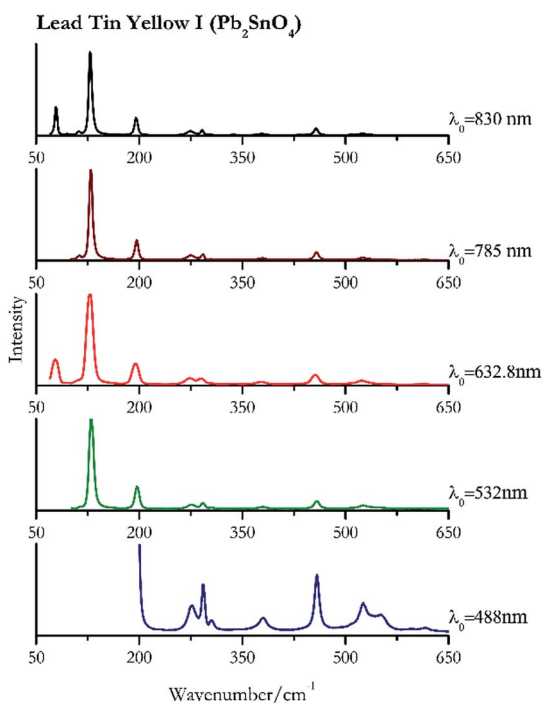 Lead Tin Yellow I (Pb₂SnO₄)
λ₀=830 nm
50 200 350 500 650
λ₀=785 nm
50 200 350 500 650
Intensity
λ₀=632.8nm
50 200 350 500 650
λ₀=532nm
50 200 350 500 650
λ₀=488nm
50 200 350 500 650
Wavenumber/cm⁻¹